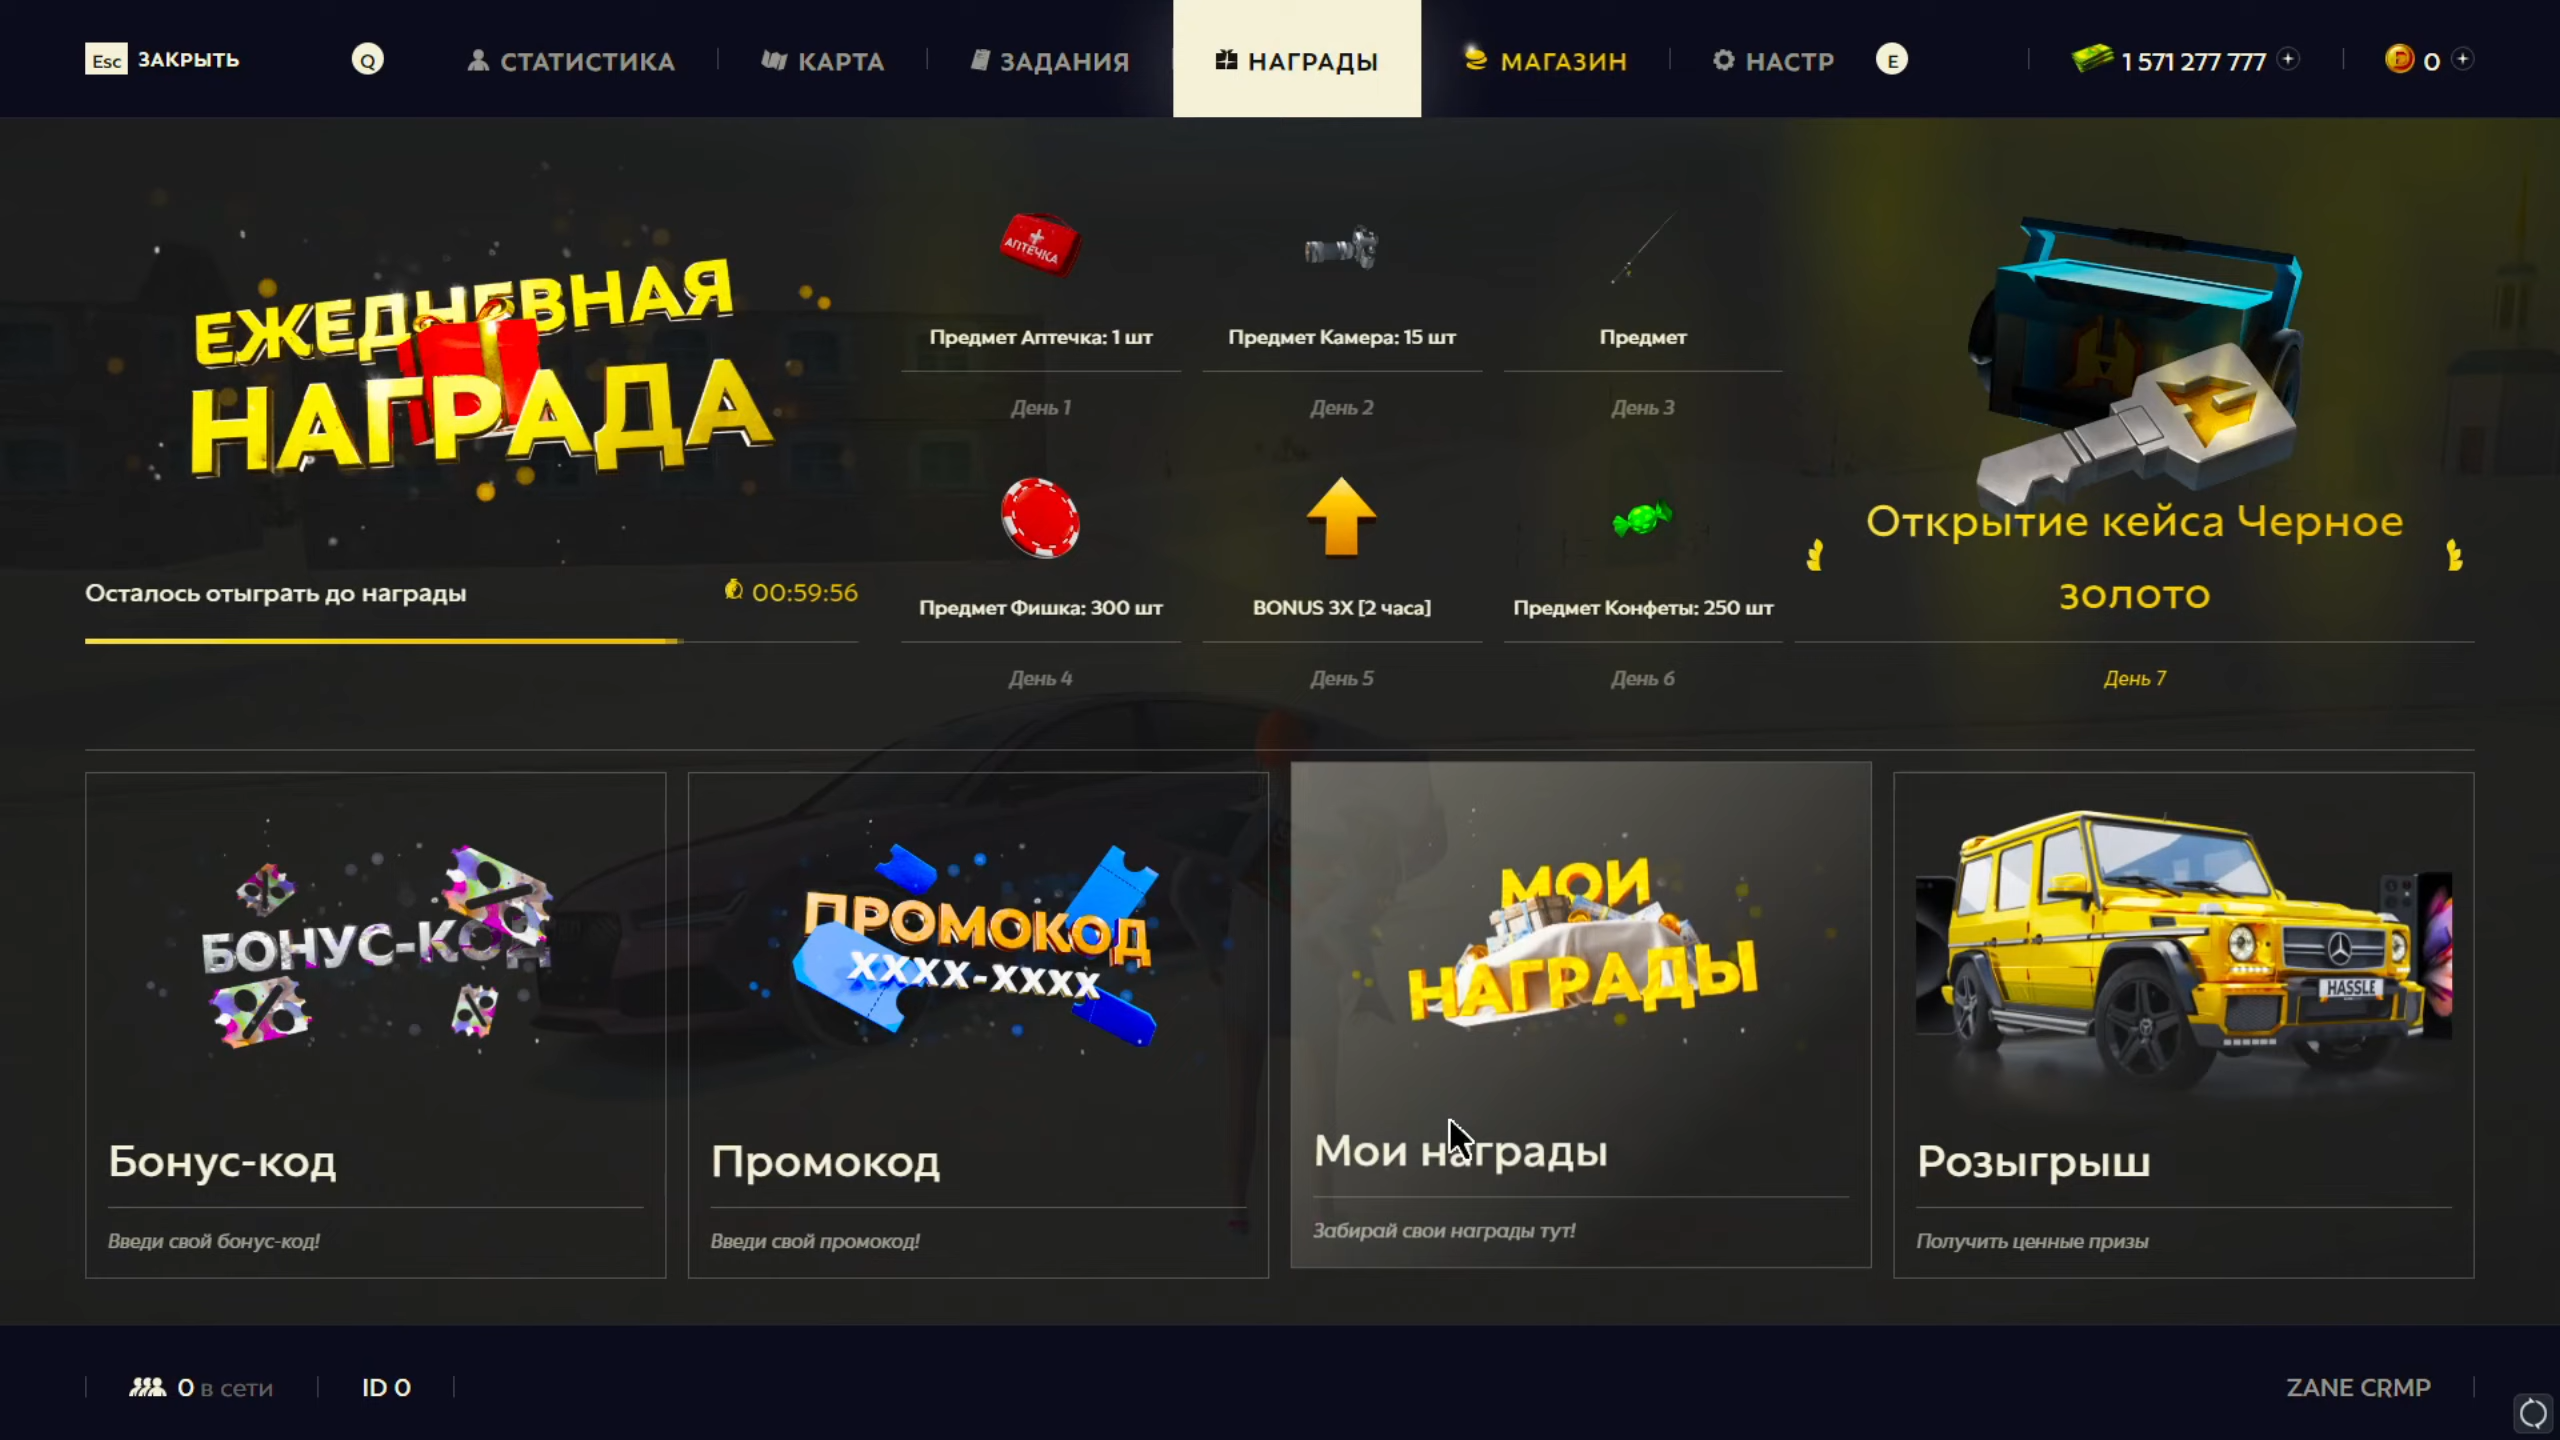 Esc ЗАКРЫТЬ
Q
СТАТИСТИКА
КАРТА
ЗАДАНИЯ
НАГРАДЫ
МАГАЗИН
НАСТР
E
1 571 277 777 +
0 +
ЕЖЕДНЕВНАЯ
НАГРАДА
Осталось отыграть до награды
00:59:56
АПТЕЧКА
Предмет Аптечка: 1 шт
День 1
Предмет Камера: 15 шт
День 2
Предмет
День 3
Предмет Фишка: 300 шт
День 4
BONUS 3X [2 часа]
День 5
Предмет Конфеты: 250 шт
День 6
Открытие кейса Черное
золото
День 7
БОНУС-КОД
Бонус-код
Введи свой бонус-код!
ПРОМОКОД
XXXX-XXXX
Промокод
Введи свой промокод!
МОИ
НАГРАДЫ
Мои награды
Забирай свои награды тут!
HASSLE
Розыгрыш
Получить ценные призы
0 в сети
ID 0
ZANE CRMP